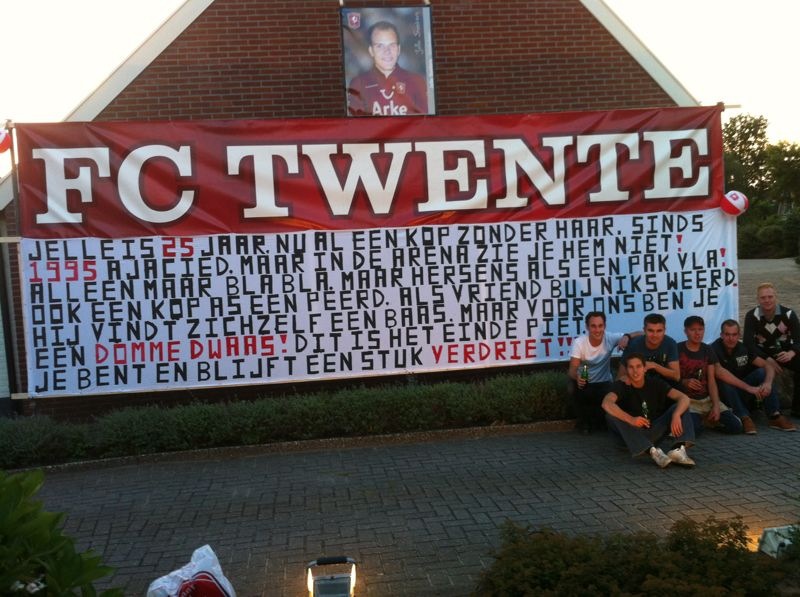 Arke
FC TWENTE
JELLE IS 25 JAAR. NU AL EEN KOP ZONDER HAAR. SINDS
1995 AJACIED. MAAR IN DE ARENA ZIE JE HEM NIET!
ALLEEN MAAR BLA BLA. MAAR HERSENS ALS EEN PAK VLA!
OOK EEN KOP AS EEN PEERD. ALS VRIEND BUJ NIKS WEERD.
HIJ VINDT ZICHZELF EEN BAAS. MAAR VOOR ONS BEN JE
EEN DOMME DWAAS! DIT IS HET EINDE PIET
JE BENT EN BLIJFT EEN STUK VERDRIET!!!